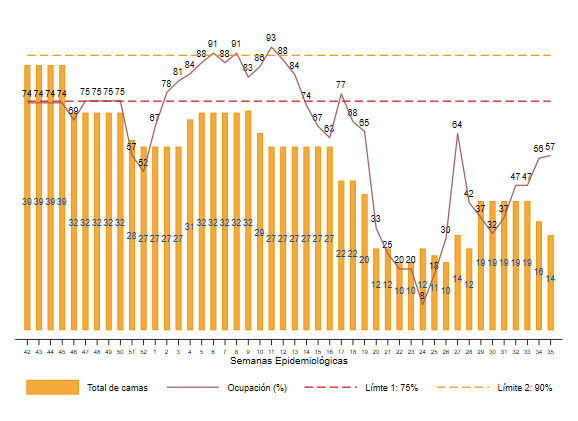 74 74 74 74 69 75 75 75 75 57 52 67 78 81 84 88 91 88 91 83 86 93 88 84 74 67 63 77 68 65 33 25 20 20 8 18 30 64 42 37 32 37 47 47 56 57
39 39 39 39 32 32 32 32 32 28 27 27 27 27 31 32 32 32 32 32 29 27 27 27 27 27 27 22 22 20 12 12 10 10 12 11 10 14 12 19 19 19 19 19 16 14
42 43 44 45 46 47 48 49 50 51 52 1 2 3 4 5 6 7 8 9 10 11 12 13 14 15 16 17 18 19 20 21 22 23 24 25 26 27 28 29 30 31 32 33 34 35
Semanas Epidemiológicas
Total de camas Ocupación (%) Límte 1: 75% Límite 2: 90%